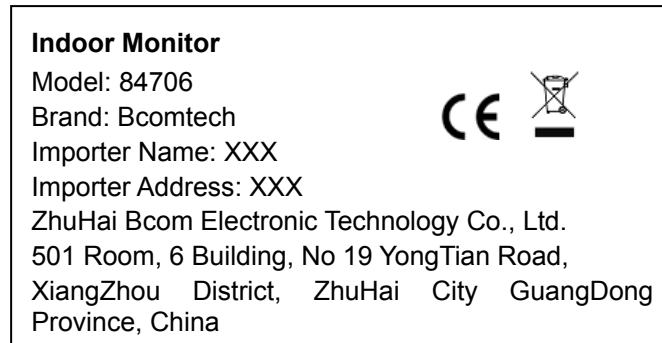 Indoor Monitor
Model: 84706
Brand: Bcomtech
CE
Importer Name: XXX
Importer Address: XXX
ZhuHai Bcom Electronic Technology Co., Ltd.
501 Room, 6 Building, No 19 YongTian Road,
XiangZhou District, ZhuHai City GuangDong
Province, China